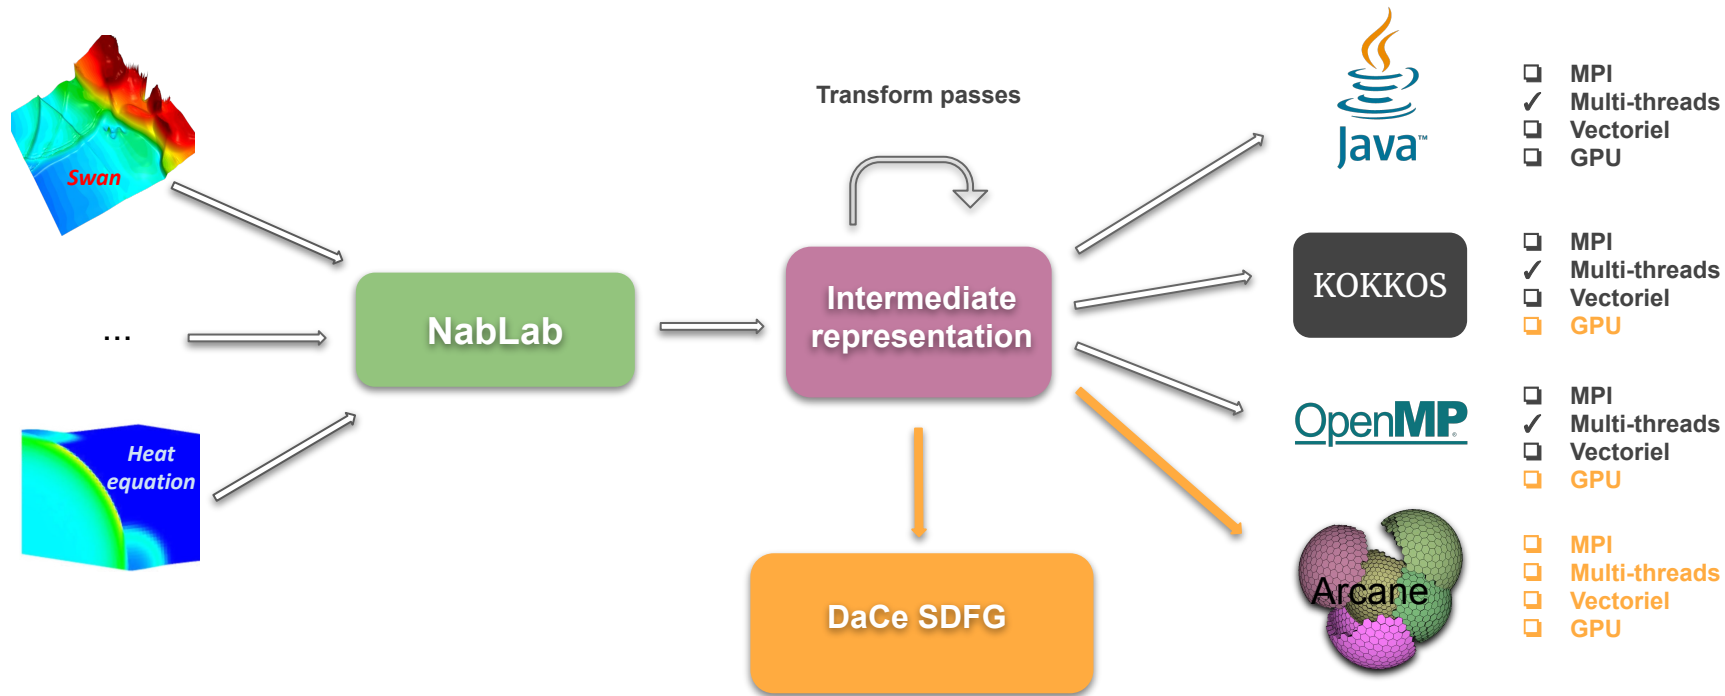 Swan
...
Heat
equation
NabLab
Transform passes
Intermediate
representation
DaCe SDFG
Java™
❏ MPI
✓ Multi-threads
❏ Vectoriel
❏ GPU
KOKKOS
❏ MPI
✓ Multi-threads
❏ Vectoriel
❏ GPU
OpenMP
❏ MPI
✓ Multi-threads
❏ Vectoriel
❏ GPU
Arcane
❏ MPI
❏ Multi-threads
❏ Vectoriel
❏ GPU